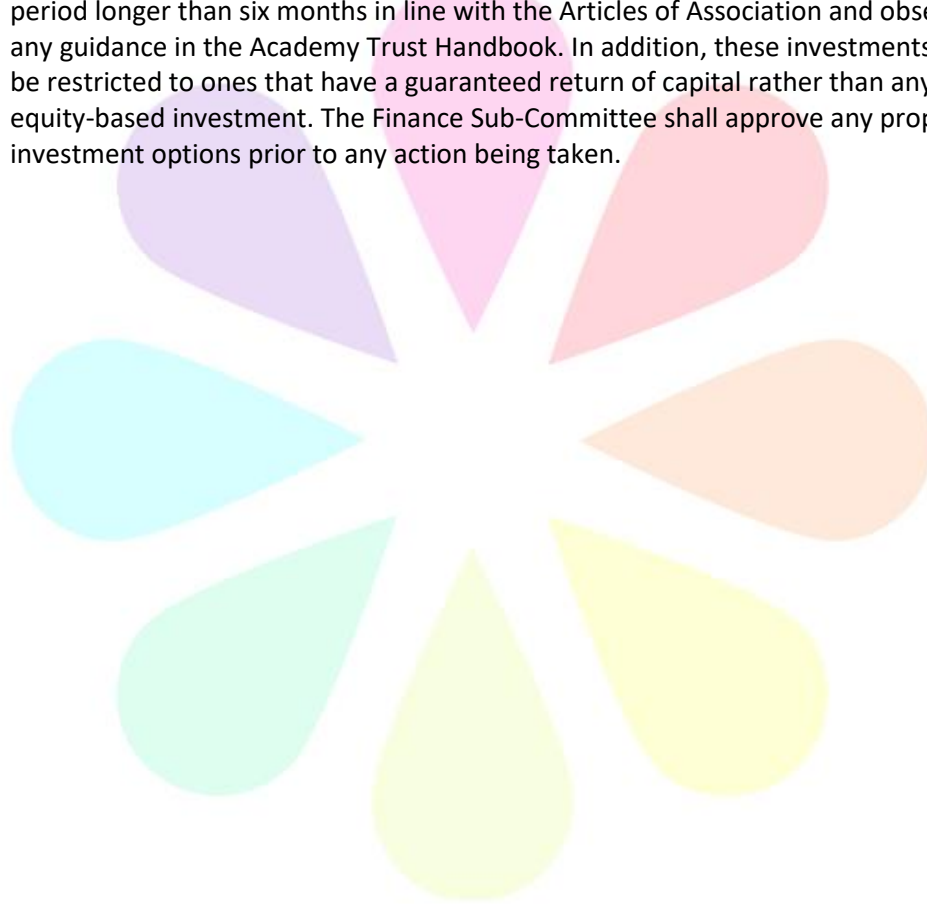 period longer than six months in line with the Articles of Association and obse
any guidance in the Academy Trust Handbook. In addition, these investments
be restricted to ones that have a guaranteed return of capital rather than any
equity-based investment. The Finance Sub-Committee shall approve any prop
investment options prior to any action being taken.